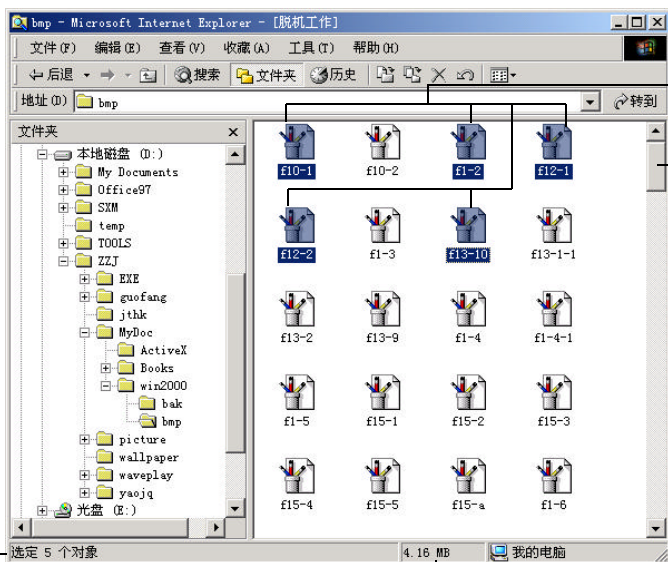 bmp - Microsoft Internet Explorer - [脱机工作]
文件(F) 编辑(E) 查看(V) 收藏(A) 工具(T) 帮助(H)
后退 搜索 文件夹 历史
地址(D) bmp 转到
文件夹
本地磁盘 (D:)
My Documents
Office97
SXM
temp
TOOLS
ZZJ
EXE
guofang
jthk
MyDoc
ActiveX
Books
win2000
bak
bmp
picture
wallpaper
waveplay
yaojq
光盘 (E:)
f10-1 f10-2 f1-2 f12-1
f12-2 f1-3 f13-10 f13-1-1
f13-2 f13-9 f1-4 f1-4-1
f1-5 f15-1 f15-2 f15-3
f15-4 f15-5 f15-a f1-6
选定 5 个对象 4.16 MB 我的电脑